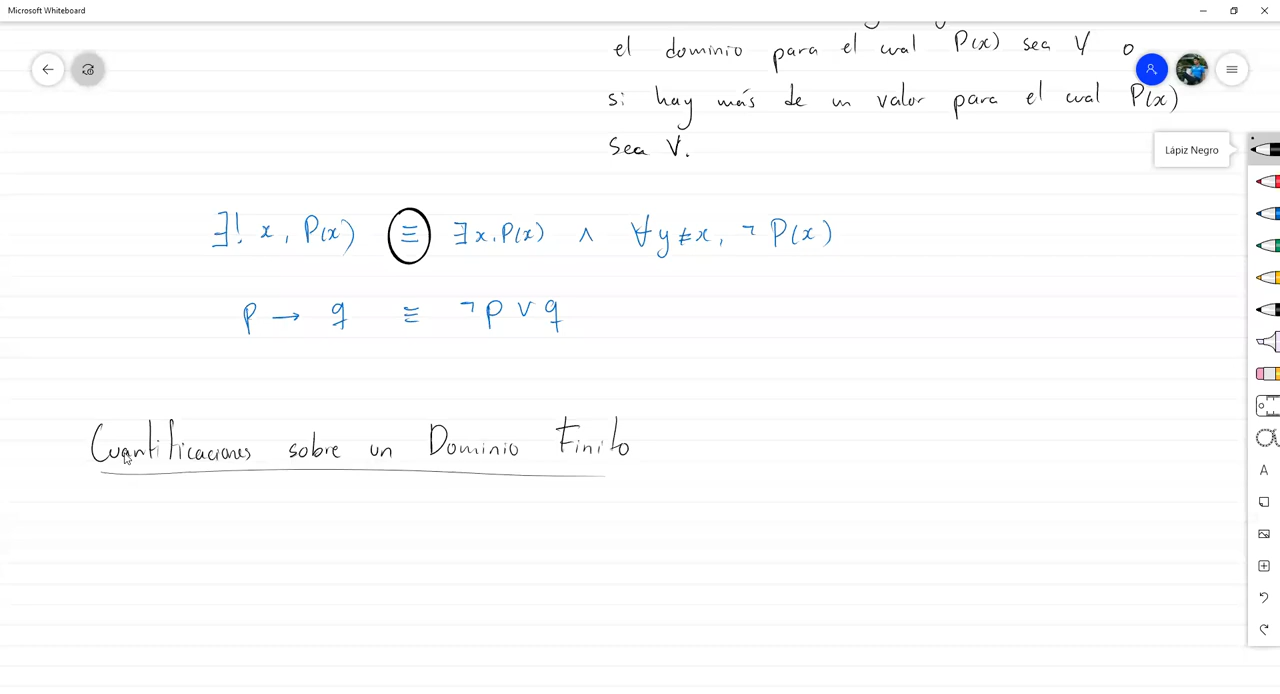 Microsoft Whiteboard
el dominio para el cual P(x) sea V o
si hay más de un valor para el cual P(x)
sea V.
Lápiz Negro
∃! x, P(x) ≡ ∃x, P(x) ∧ ∀y≠x, ¬P(x)
p → q ≡ ¬p ∨ q
Cuantificaciones sobre un Dominio Finito
A